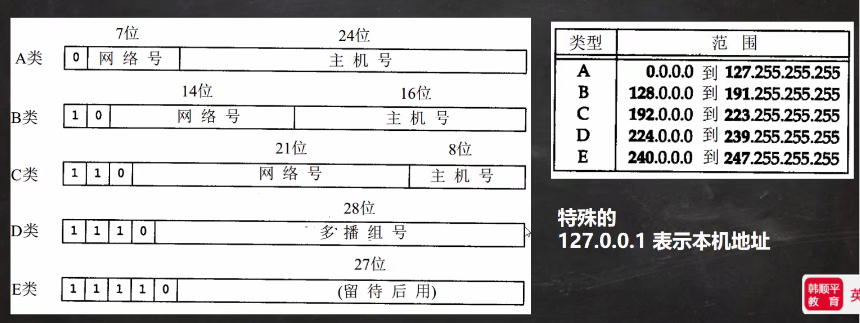 7位 24位
A类 0 网络号 主机号
14位 16位
B类 1 0 网络号 主机号
21位 8位
C类 1 1 0 网络号 主机号
28位
D类 1 1 1 0 多播组号
27位
E类 1 1 1 1 0 (留待后用)
类型 范围
A 0.0.0.0 到 127.255.255.255
B 128.0.0.0 到 191.255.255.255
C 192.0.0.0 到 223.255.255.255
D 224.0.0.0 到 239.255.255.255
E 240.0.0.0 到 247.255.255.255
特殊的
127.0.0.1 表示本机地址
韩顺平
教育
英